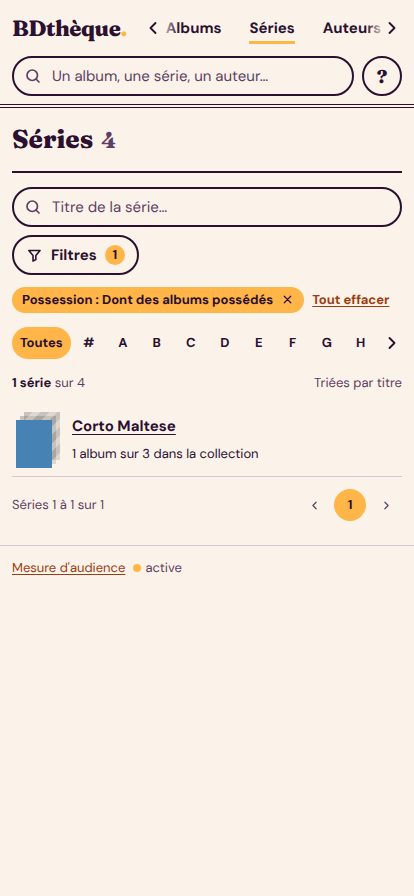 BDthèque.
Albums Séries Auteurs
Un album, une série, un auteur...
?
Séries 4
Titre de la série...
Filtres 1
Possession : Dont des albums possédés × Tout effacer
Toutes # A B C D E F G H
1 série sur 4 Triées par titre
Corto Maltese
1 album sur 3 dans la collection
Séries 1 à 1 sur 1 ‹ 1 ›
Mesure d'audience active